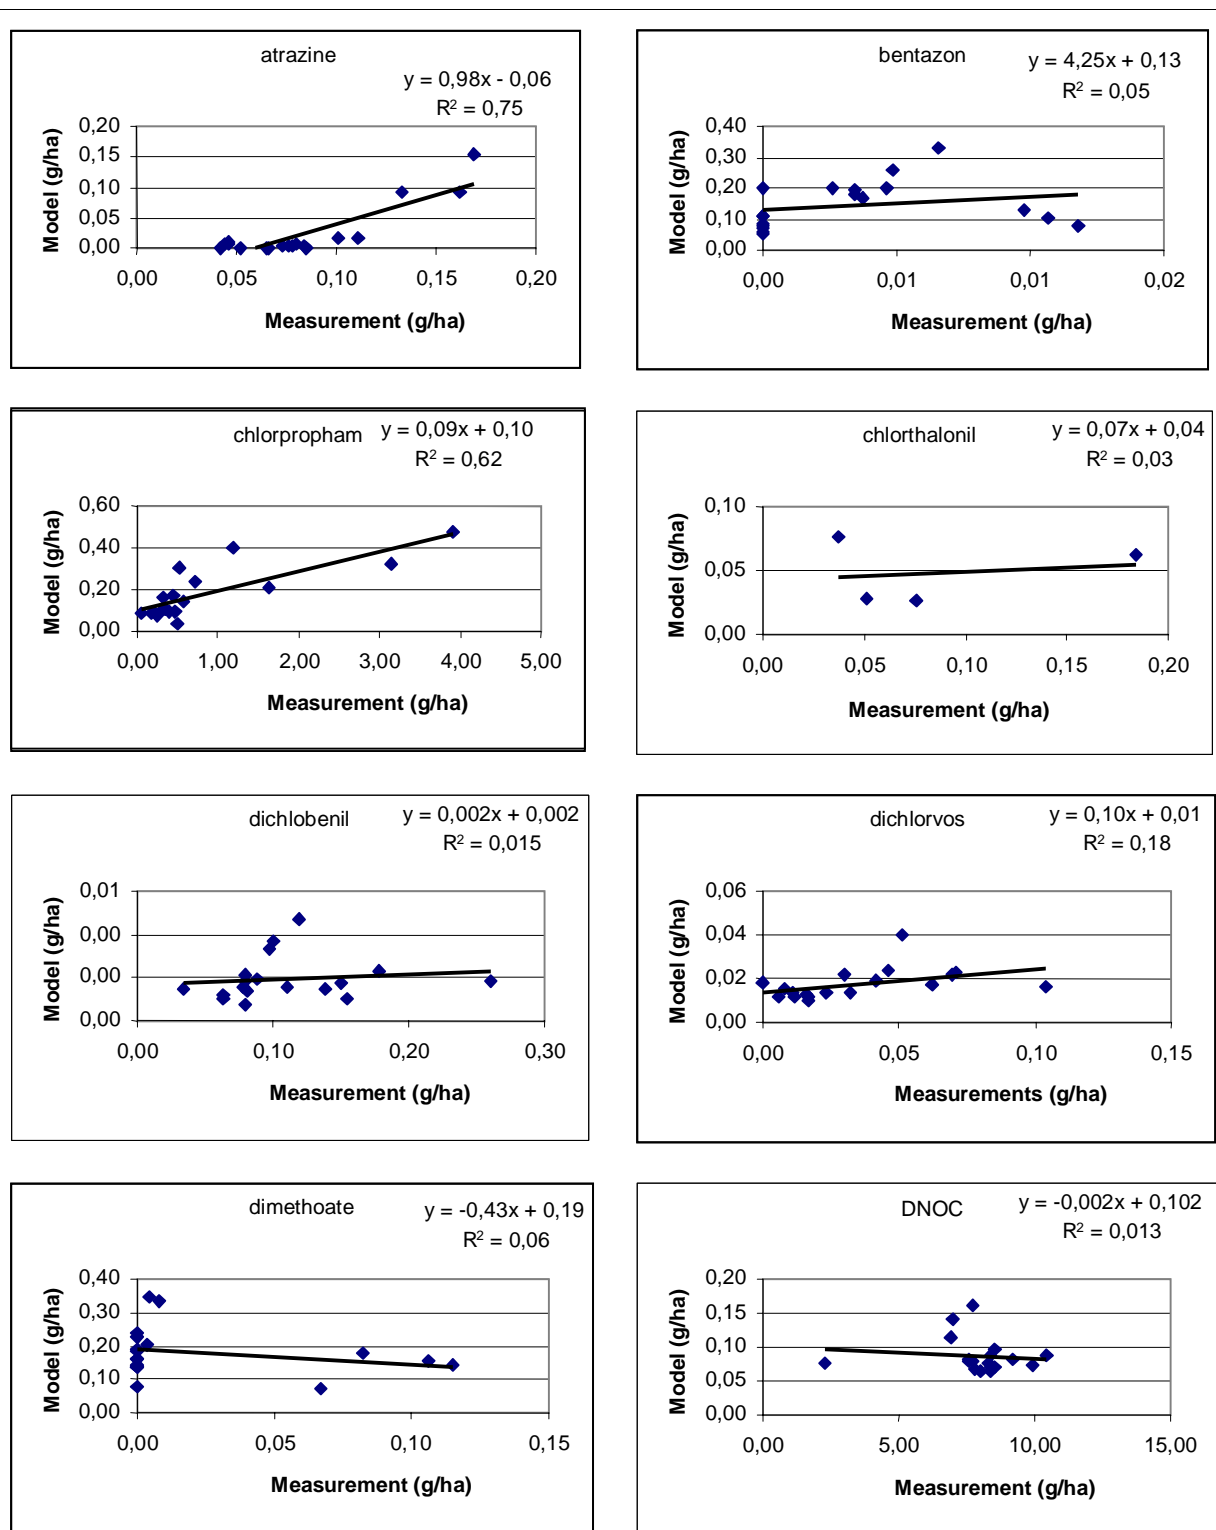 atrazine
y = 0,98x - 0,06
R² = 0,75
Model (g/ha)
0,20
0,15
0,10
0,05
0,00
0,00 0,05 0,10 0,15 0,20
Measurement (g/ha)
bentazon
y = 4,25x + 0,13
R² = 0,05
Model (g/ha)
0,40
0,30
0,20
0,10
0,00
0,00 0,01 0,01 0,02
Measurement (g/ha)
chlorpropham y = 0,09x + 0,10
R² = 0,62
Model (g/ha)
0,60
0,40
0,20
0,00
0,00 1,00 2,00 3,00 4,00 5,00
Measurement (g/ha)
chlorthalonil y = 0,07x + 0,04
R² = 0,03
Model (g/ha)
0,10
0,05
0,00
0,00 0,05 0,10 0,15 0,20
Measurement (g/ha)
dichlobenil y = 0,002x + 0,002
R² = 0,015
Model (g/ha)
0,01
0,00
0,00
0,00
0,00 0,10 0,20 0,30
Measurement (g/ha)
dichlorvos y = 0,10x + 0,01
R² = 0,18
Model (g/ha)
0,06
0,04
0,02
0,00
0,00 0,05 0,10 0,15
Measurements (g/ha)
dimethoate y = -0,43x + 0,19
R² = 0,06
Model (g/ha)
0,40
0,30
0,20
0,10
0,00
0,00 0,05 0,10 0,15
Measurement (g/ha)
DNOC y = -0,002x + 0,102
R² = 0,013
Model (g/ha)
0,20
0,15
0,10
0,05
0,00
0,00 5,00 10,00 15,00
Measurement (g/ha)